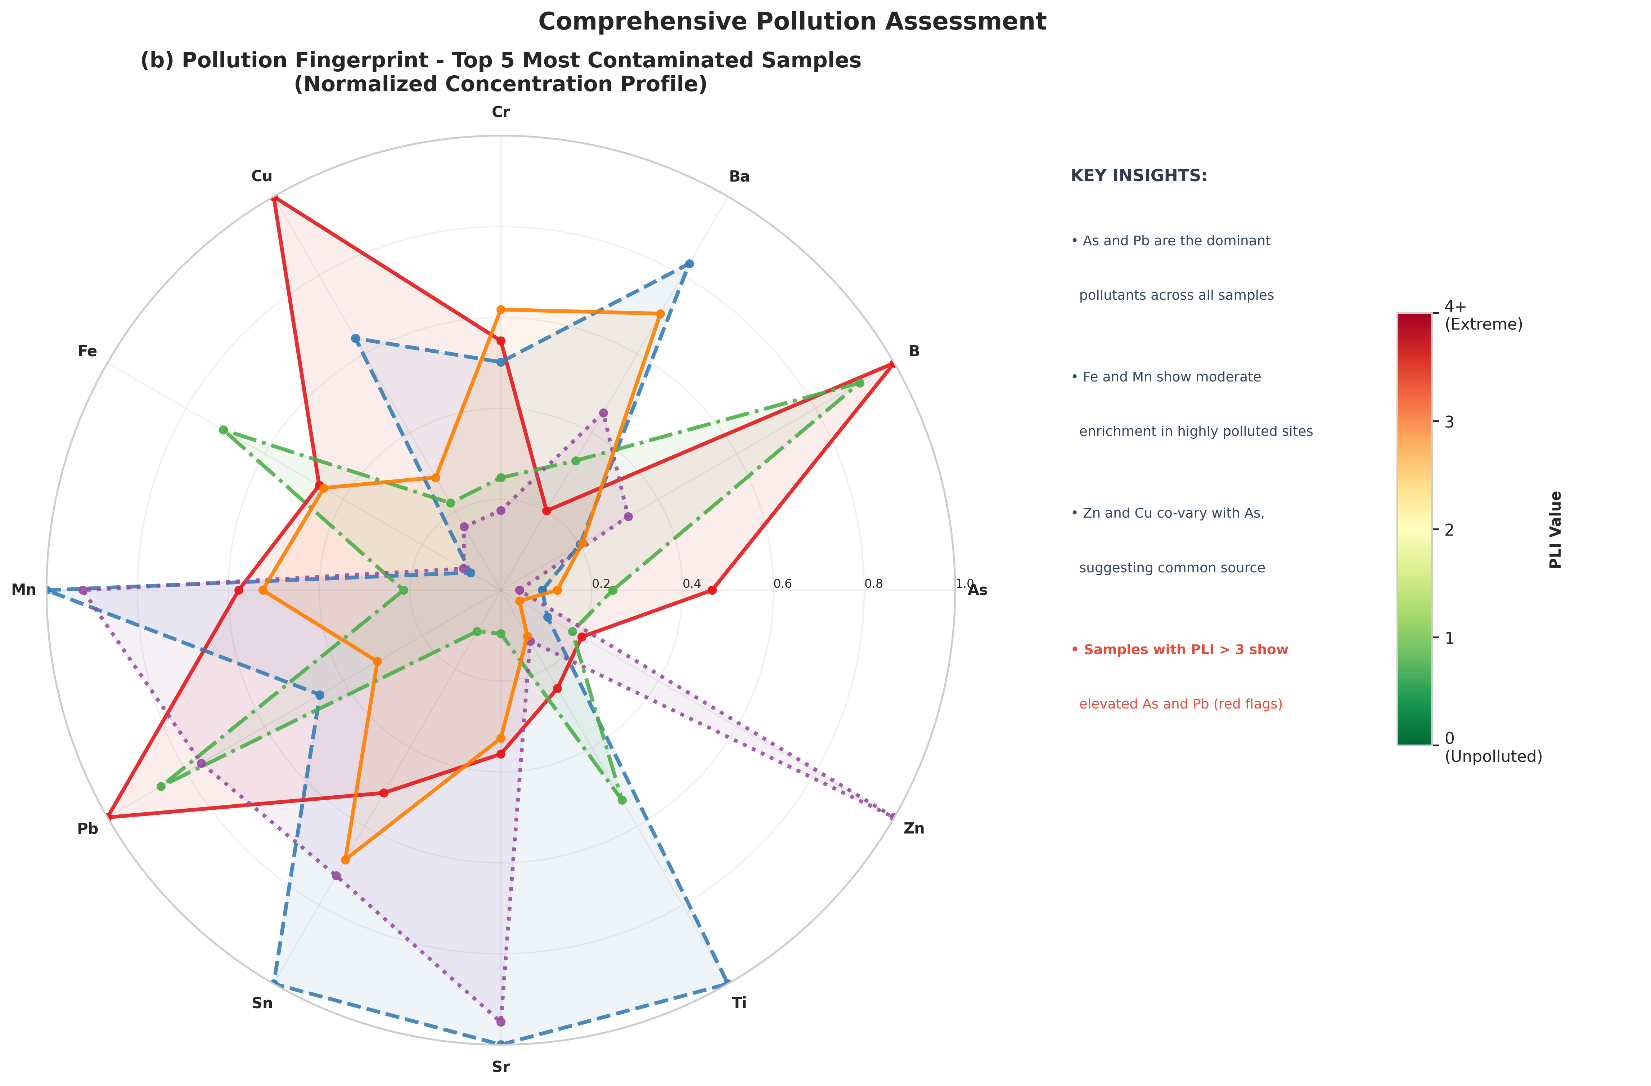 Comprehensive Pollution Assessment
(b) Pollution Fingerprint - Top 5 Most Contaminated Samples
(Normalized Concentration Profile)
Cr
Cu
Ba
Fe
B
Mn
0.2
0.4
0.6
0.8
1.0
As
Pb
Zn
Sn
Ti
Sr
KEY INSIGHTS:
• As and Pb are the dominant
pollutants across all samples
• Fe and Mn show moderate
enrichment in highly polluted sites
• Zn and Cu co-vary with As,
suggesting common source
• Samples with PLI > 3 show
elevated As and Pb (red flags)
4+
(Extreme)
3
2
1
0
(Unpolluted)
PLI Value